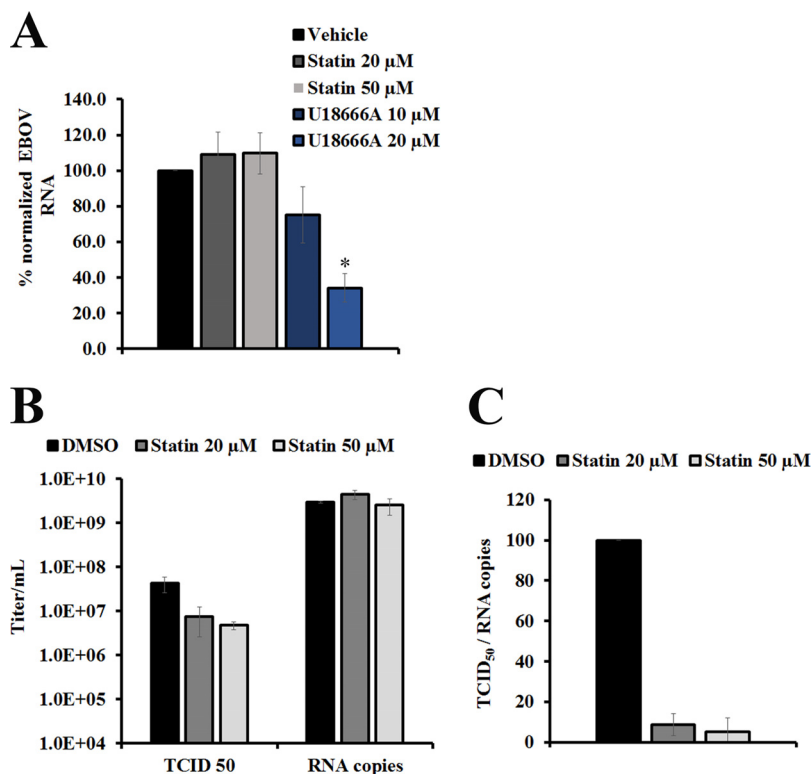 A
Vehicle
Statin 20 µM
Statin 50 µM
U18666A 10 µM
U18666A 20 µM
% normalized EBOV
RNA
140.0
120.0
100.0
80.0
60.0
40.0
20.0
0.0
*
B
DMSO Statin 20 µM Statin 50 µM
Titer/mL
1.0E+10
1.0E+09
1.0E+08
1.0E+07
1.0E+06
1.0E+05
1.0E+04
TCID 50 RNA copies
C
DMSO Statin 20 µM Statin 50 µM
TCID50 / RNA copies
120
100
80
60
40
20
0